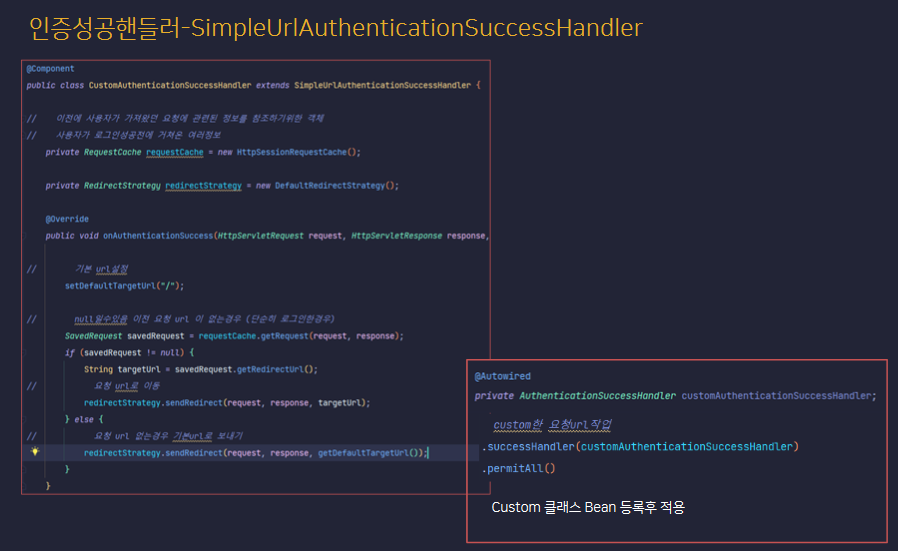 인증성공핸들러-SimpleUrlAuthenticationSuccessHandler
@Component
public class CustomAuthenticationSuccessHandler extends SimpleUrlAuthenticationSuccessHandler {
// 이전에 사용자가 가져왔던 요청에 관련된 정보를 참조하기위한 객체
// 사용자가 로그인성공전에 거쳐온 여러정보
private RequestCache requestCache = new HttpSessionRequestCache();
private RedirectStrategy redirectStrategy = new DefaultRedirectStrategy();
@Override
public void onAuthenticationSuccess(HttpServletRequest request, HttpServletResponse response,
// 기본 url설정
setDefaultTargetUrl("/");
// null일수있음 이전 요청 url 이 없는경우 (단순히 로그인한경우)
SavedRequest savedRequest = requestCache.getRequest(request, response);
if (savedRequest != null) {
String targetUrl = savedRequest.getRedirectUrl();
// 요청 url로 이동
redirectStrategy.sendRedirect(request, response, targetUrl);
} else {
// 요청 url 없는경우 기본url로 보내기
redirectStrategy.sendRedirect(request, response, getDefaultTargetUrl());
}
}
@Autowired
private AuthenticationSuccessHandler customAuthenticationSuccessHandler;
custom한 요청url작업
.successHandler(customAuthenticationSuccessHandler)
.permitAll()
Custom 클래스 Bean 등록후 적용